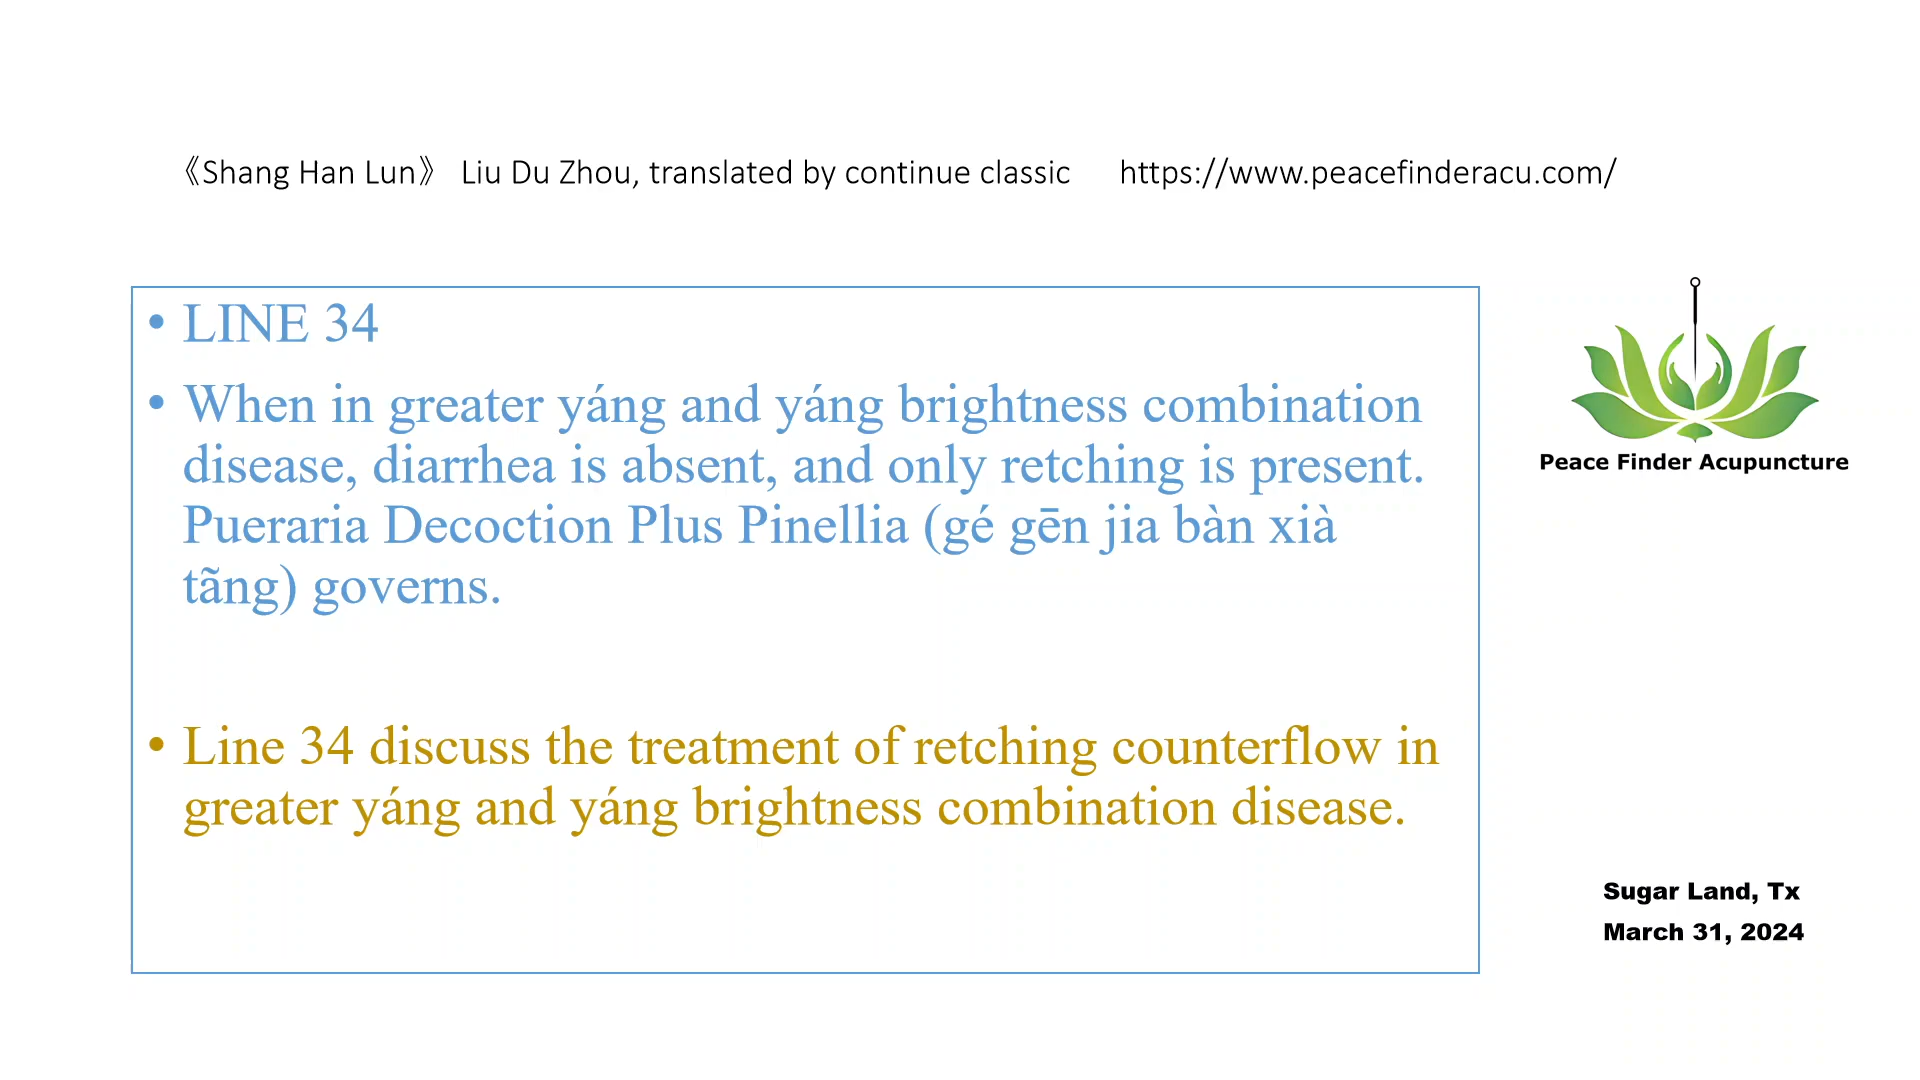 《Shang Han Lun》 Liu Du Zhou, translated by continue classic https://www.peacefinderacu.com/
• LINE 34
• When in greater yáng and yáng brightness combination
disease, diarrhea is absent, and only retching is present.
Pueraria Decoction Plus Pinellia (gé gēn jia bàn xià
tãng) governs.
• Line 34 discuss the treatment of retching counterflow in
greater yáng and yáng brightness combination disease.
Peace Finder Acupuncture
Sugar Land, Tx
March 31, 2024